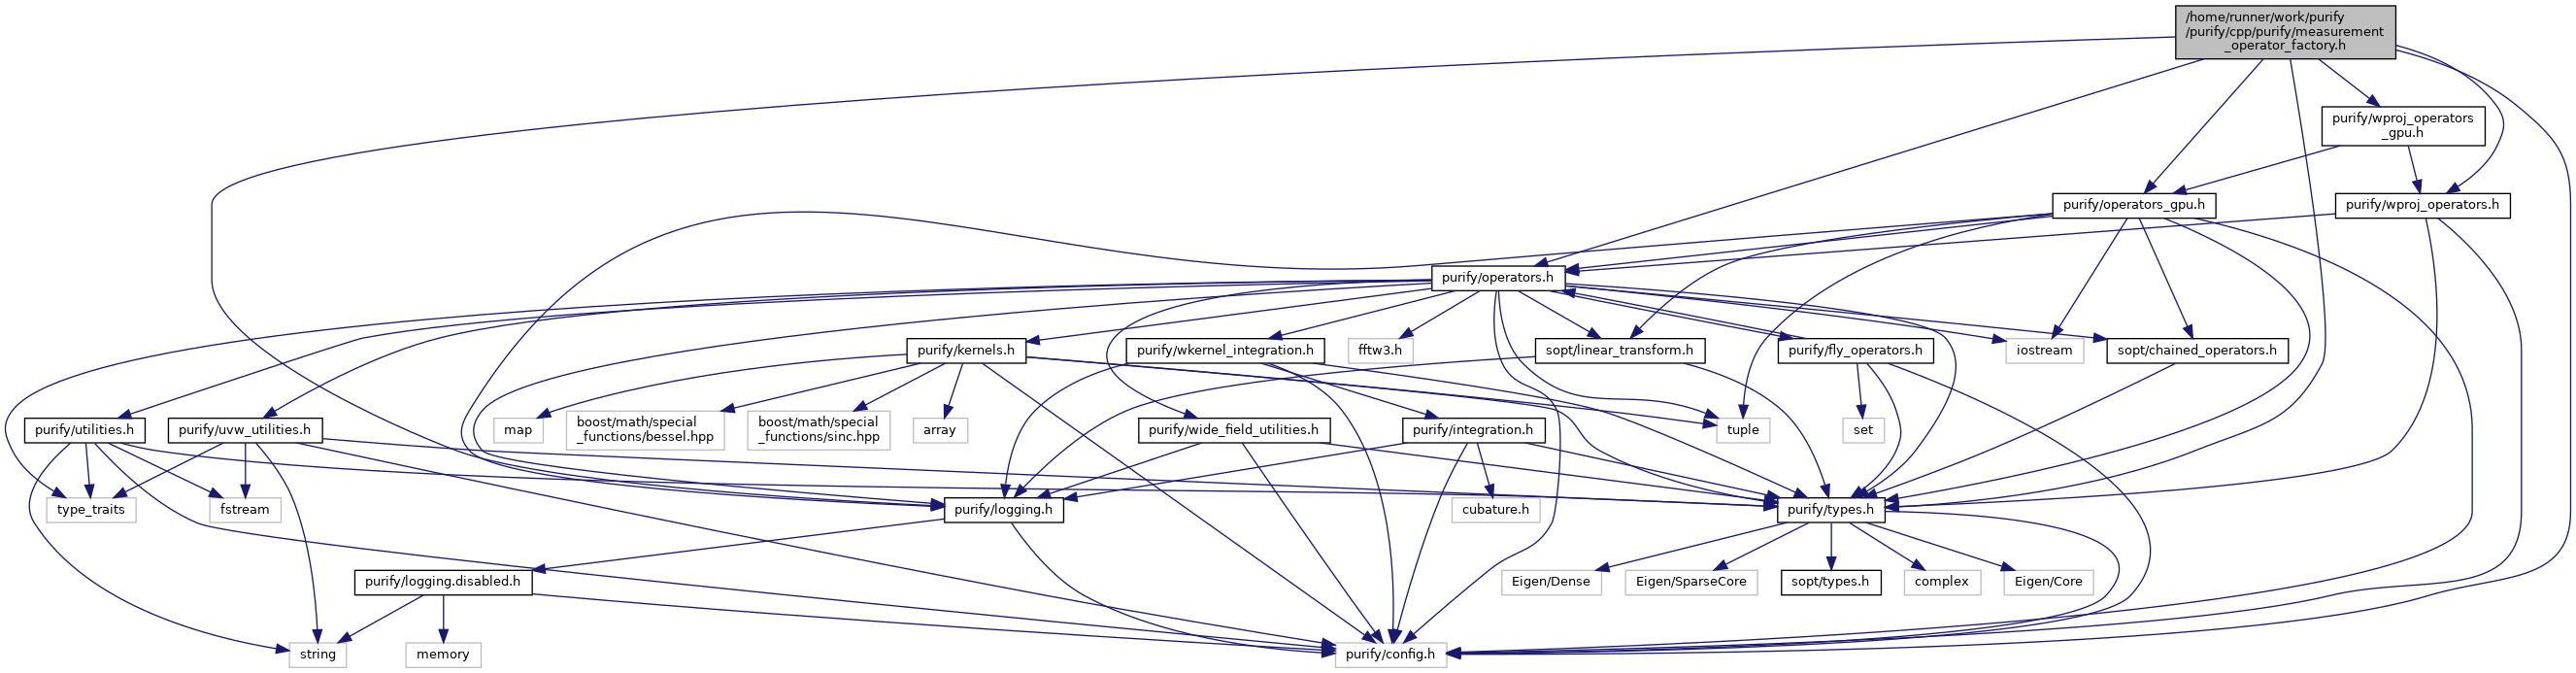 /home/runner/work/purify
/purify/cpp/purify/measurement
_operator_factory.h
purify/wproj_operators
_gpu.h
purify/operators_gpu.h
purify/wproj_operators.h
purify/operators.h
purify/kernels.h
purify/wkernel_integration.h
fftw3.h
sopt/linear_transform.h
purify/fly_operators.h
iostream
sopt/chained_operators.h
purify/utilities.h
purify/uvw_utilities.h
map
boost/math/special
_functions/bessel.hpp
boost/math/special
_functions/sinc.hpp
array
purify/wide_field_utilities.h
purify/integration.h
tuple
set
type_traits
fstream
purify/logging.h
cubature.h
purify/types.h
purify/logging.disabled.h
Eigen/Dense
Eigen/SparseCore
sopt/types.h
complex
Eigen/Core
string
memory
purify/config.h